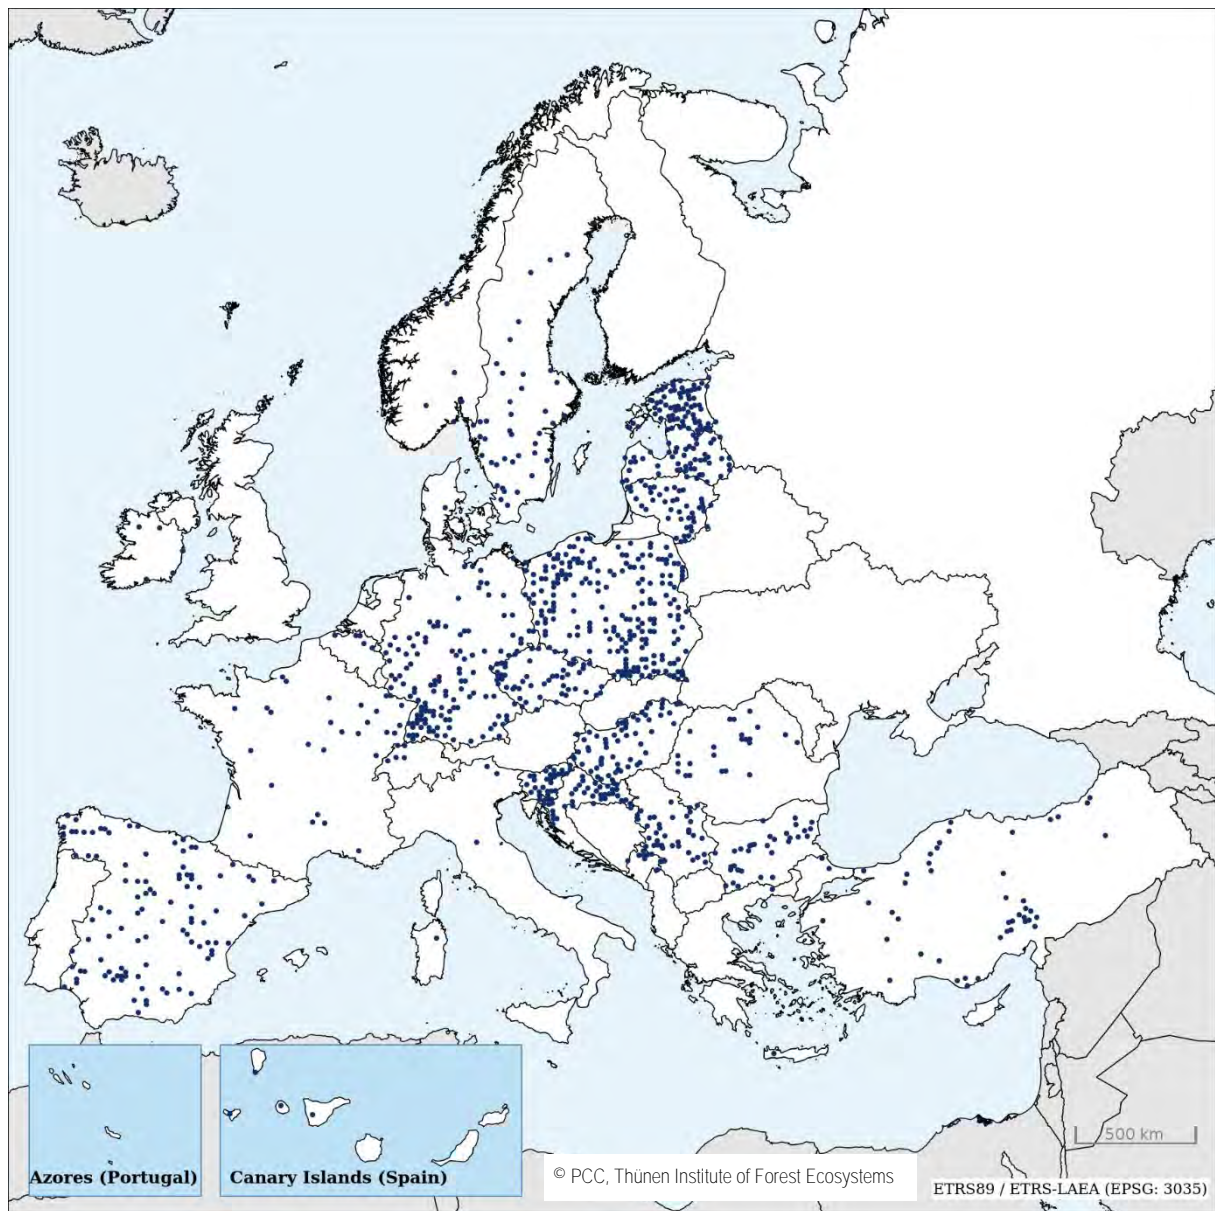 500 km
Azores (Portugal)
Canary Islands (Spain)
© PCC, Thünen Institute of Forest Ecosystems
ETRS89 / ETRS-LAEA (EPSG: 3035)